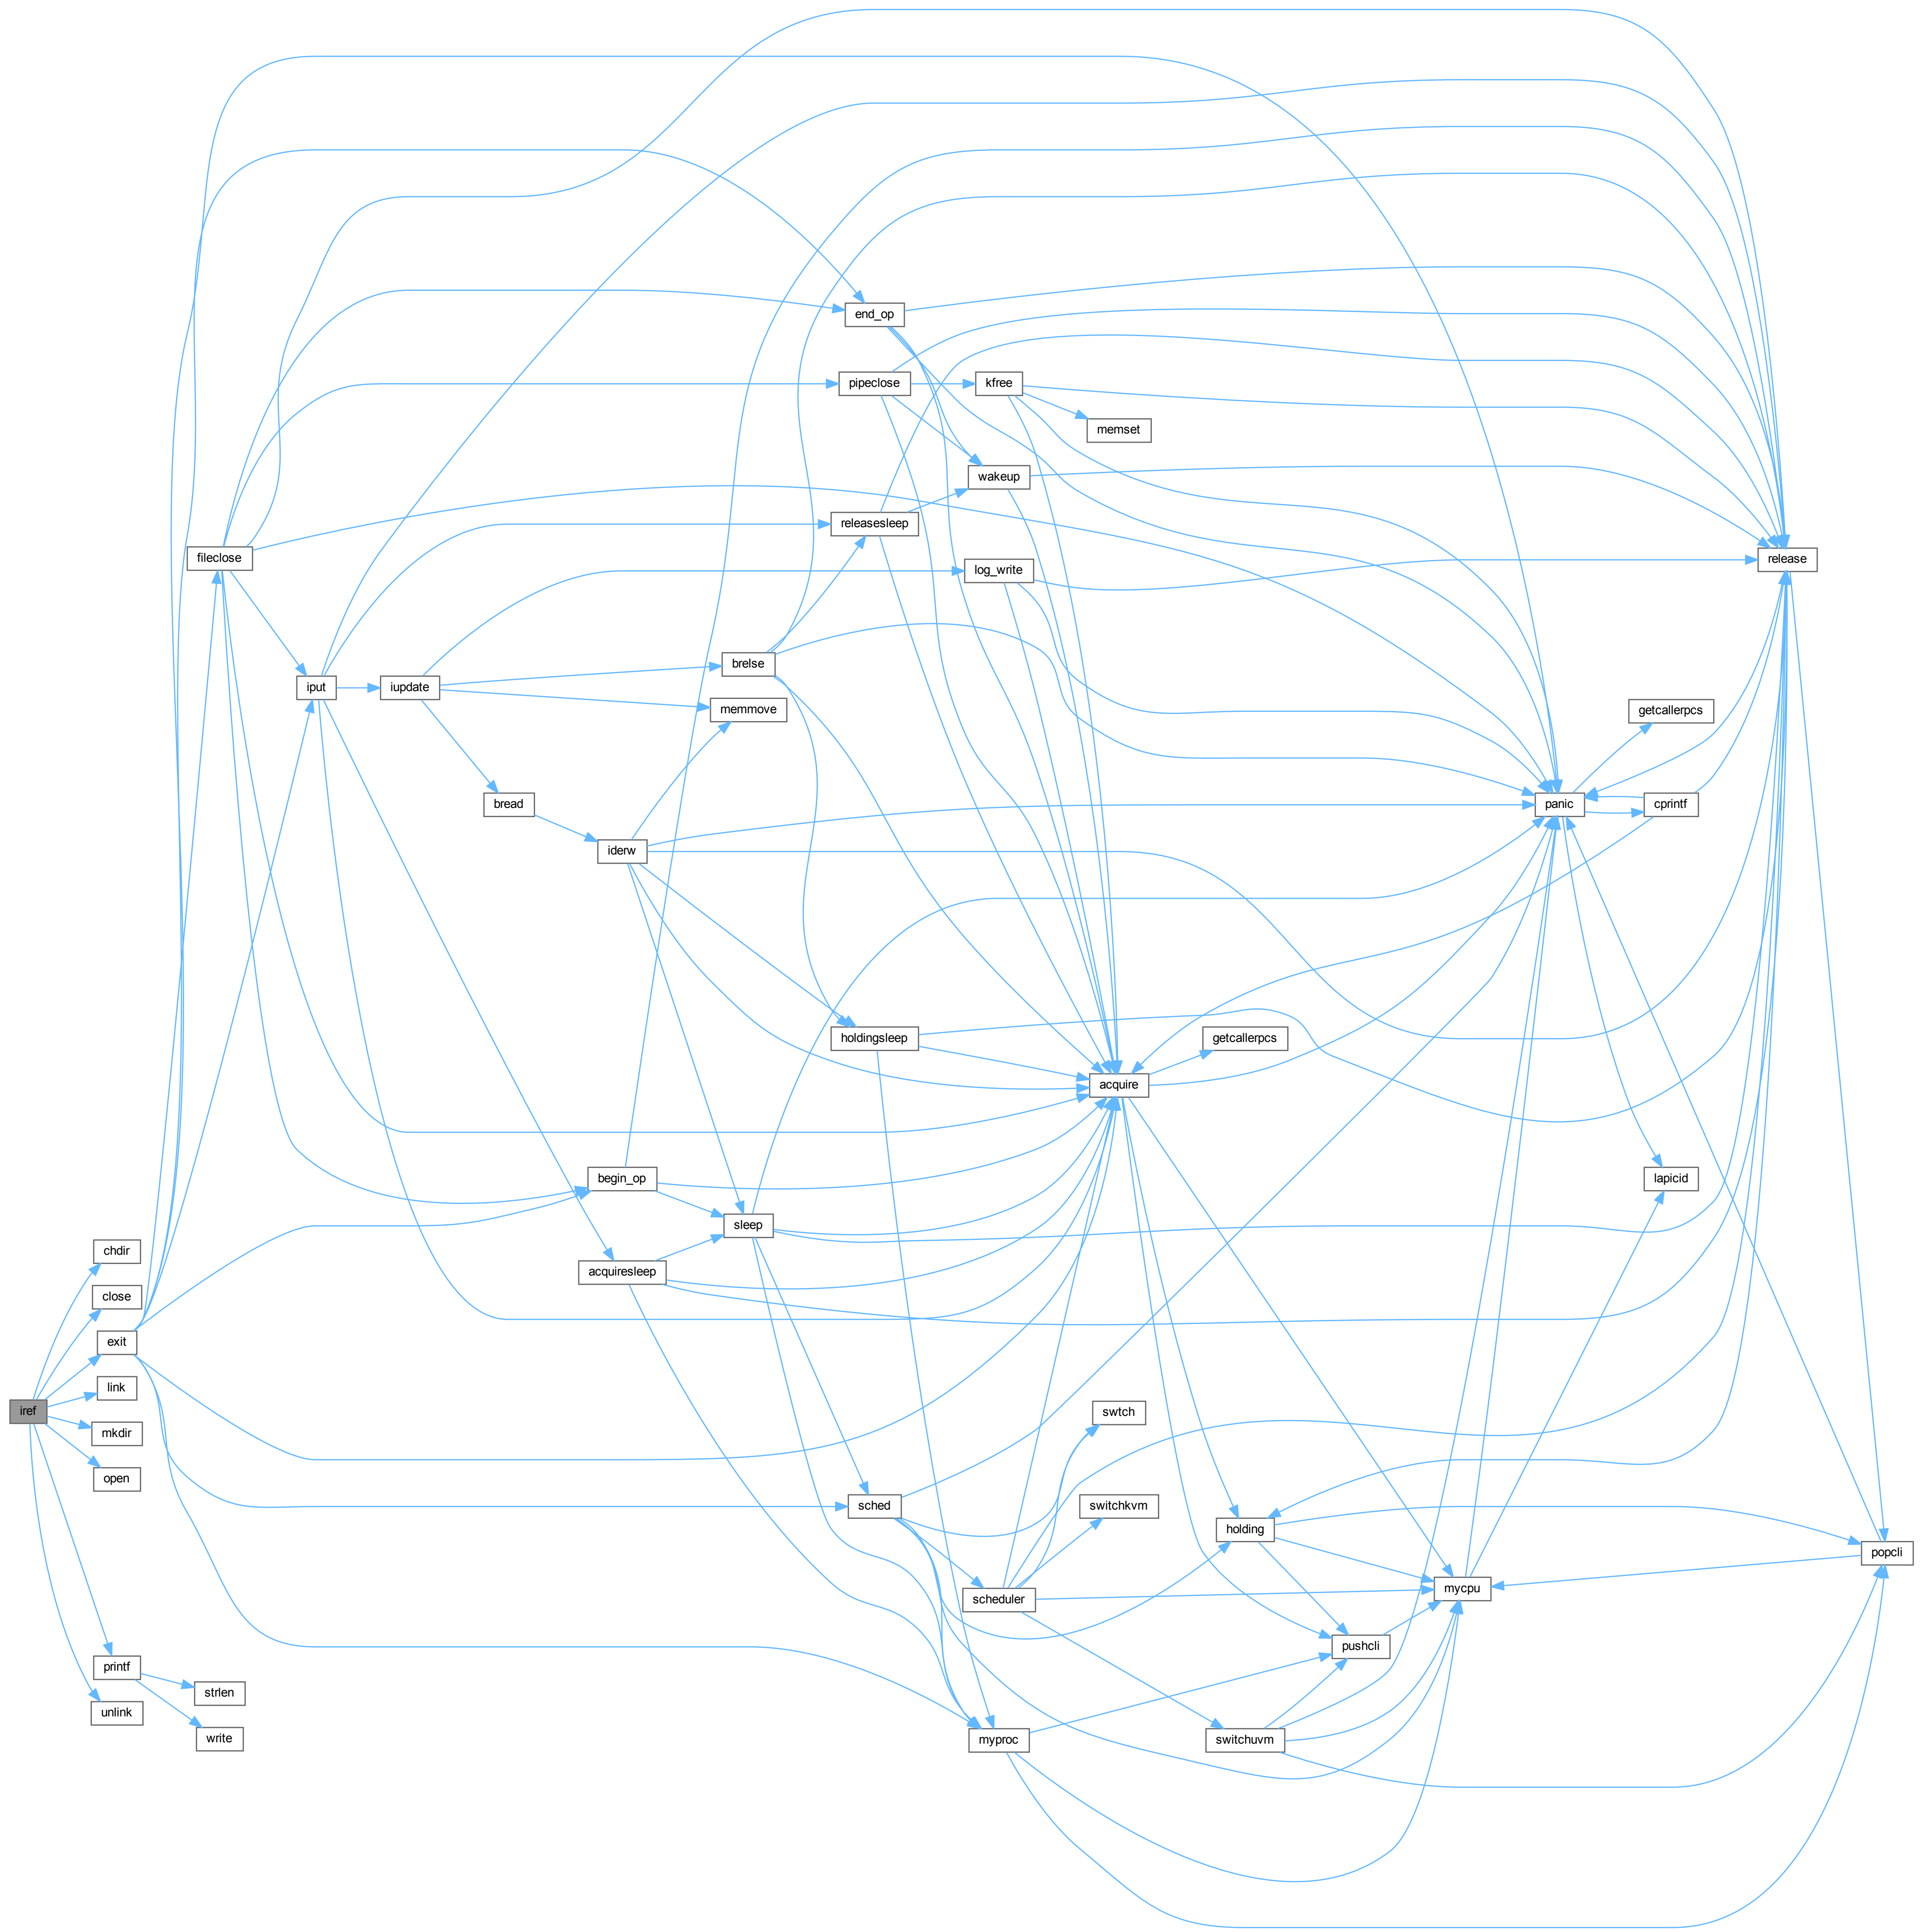 end_op
pipeclose
kfree
memset
wakeup
releasesleep
fileclose
release
log_write
brelse
iput
iupdate
memmove
getcallerpcs
bread
panic
cprintf
iderw
holdingsleep
getcallerpcs
acquire
begin_op
lapicid
sleep
chdir
acquiresleep
close
exit
link
iref
swtch
mkdir
open
sched
switchkvm
holding
popcli
scheduler
mycpu
pushcli
printf
strlen
unlink
write
myproc
switchuvm